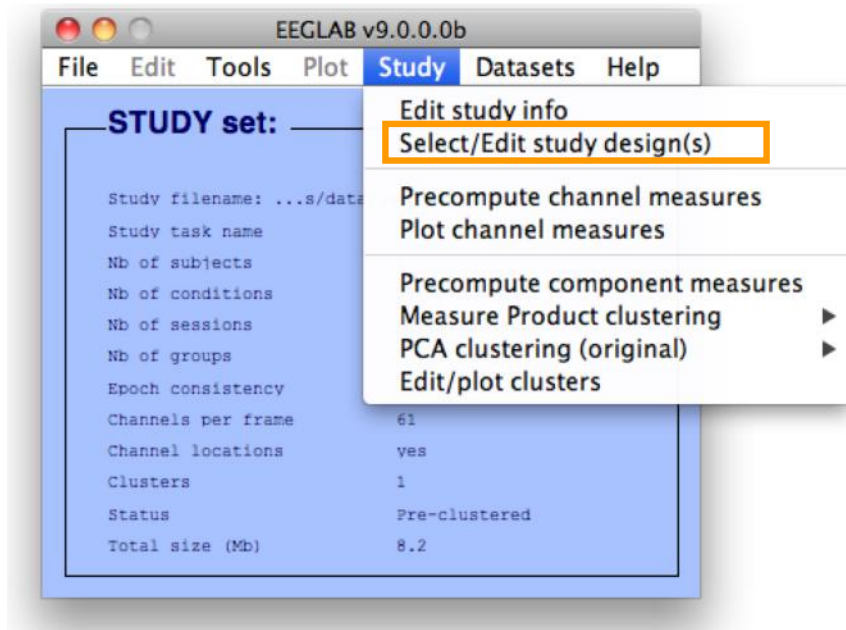 EEGLAB v9.0.0.0b
File Edit Tools Plot Study Datasets Help
STUDY set:
Edit study info
Select/Edit study design(s)
Precompute channel measures
Plot channel measures
Precompute component measures
Measure Product clustering
PCA clustering (original)
Edit/plot clusters
Study filename: ...s/data
Study task name
Nb of subjects
Nb of conditions
Nb of sessions
Nb of groups
Epoch consistency
Channels per frame 61
Channel locations yes
Clusters 1
Status Pre-clustered
Total size (Mb) 8.2